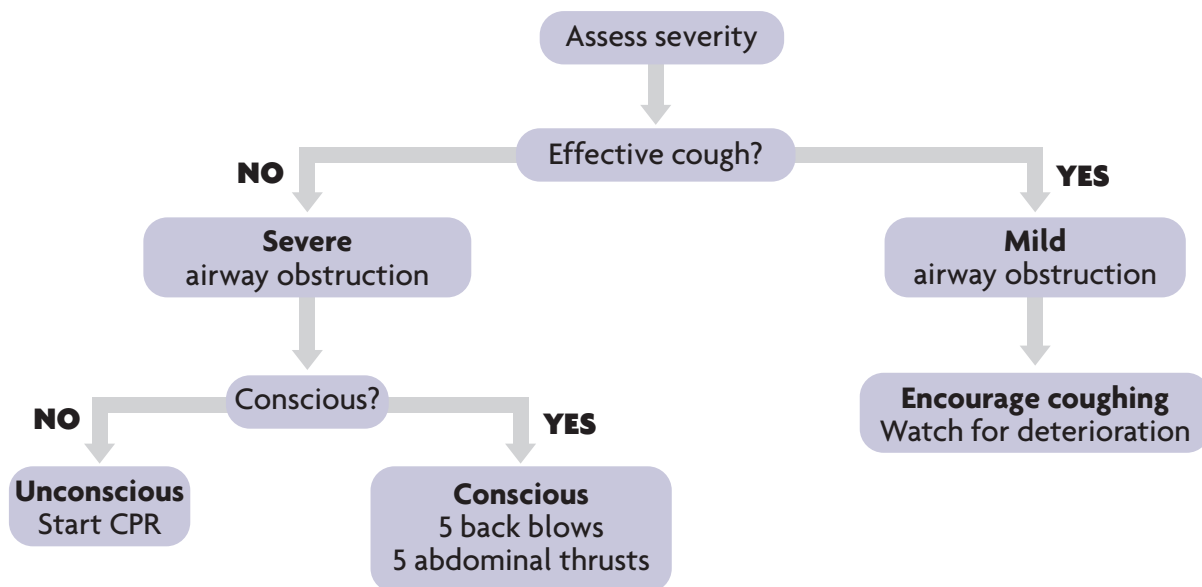 Assess severity
Effective cough?
NO
YES
Severe
airway obstruction
Mild
airway obstruction
Conscious?
NO
YES
Encourage coughing
Watch for deterioration
Unconscious
Start CPR
Conscious
5 back blows
5 abdominal thrusts